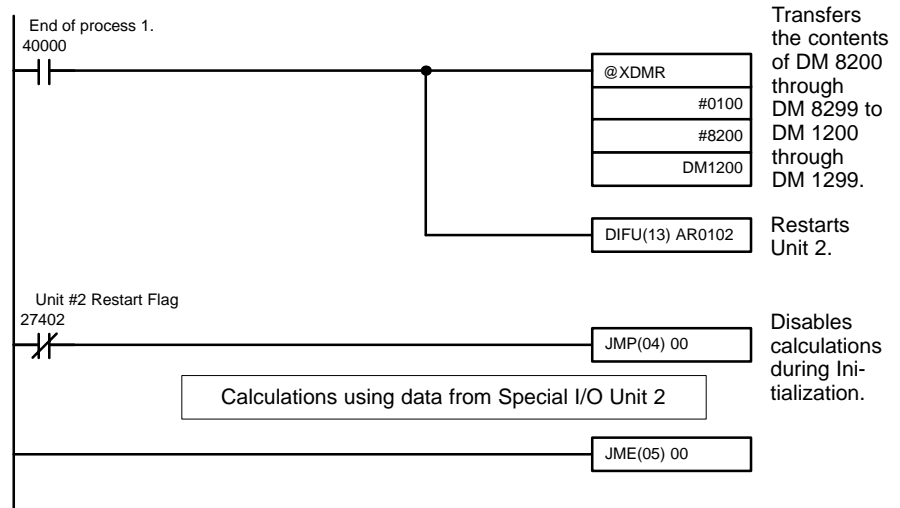 End of process 1.
40000
@XDMR
#0100
#8200
DM1200
Transfers
the contents
of DM 8200
through
DM 8299 to
DM 1200
through
DM 1299.
DIFU(13) AR0102
Restarts
Unit 2.
Unit #2 Restart Flag
27402
JMP(04) 00
Disables
calculations
during Ini-
tialization.
Calculations using data from Special I/O Unit 2
JME(05) 00